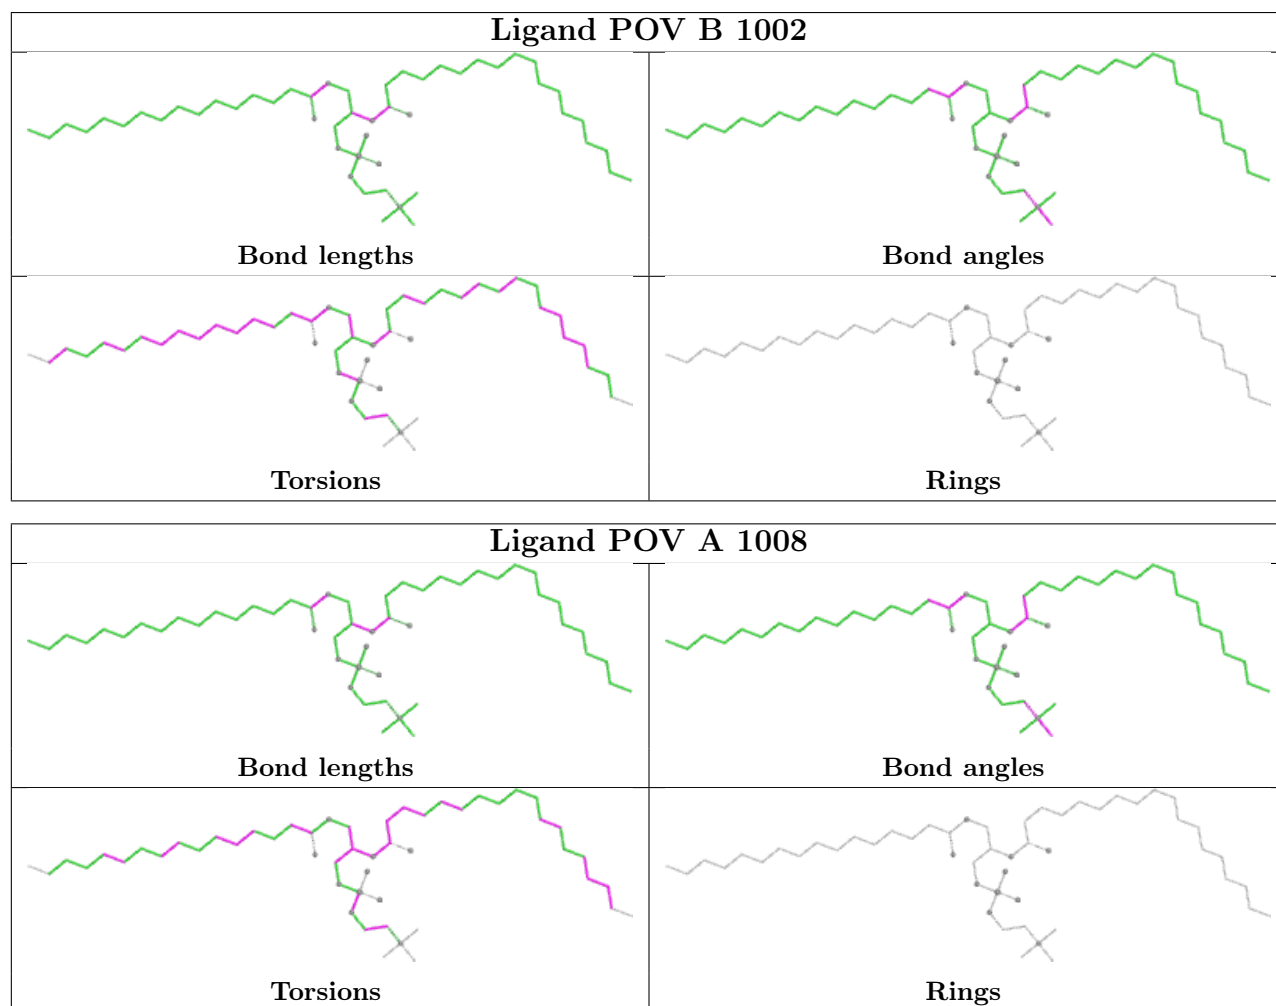 Ligand POV B 1002
Bond lengths
Bond angles
Torsions
Rings
Ligand POV A 1008
Bond lengths
Bond angles
Torsions
Rings